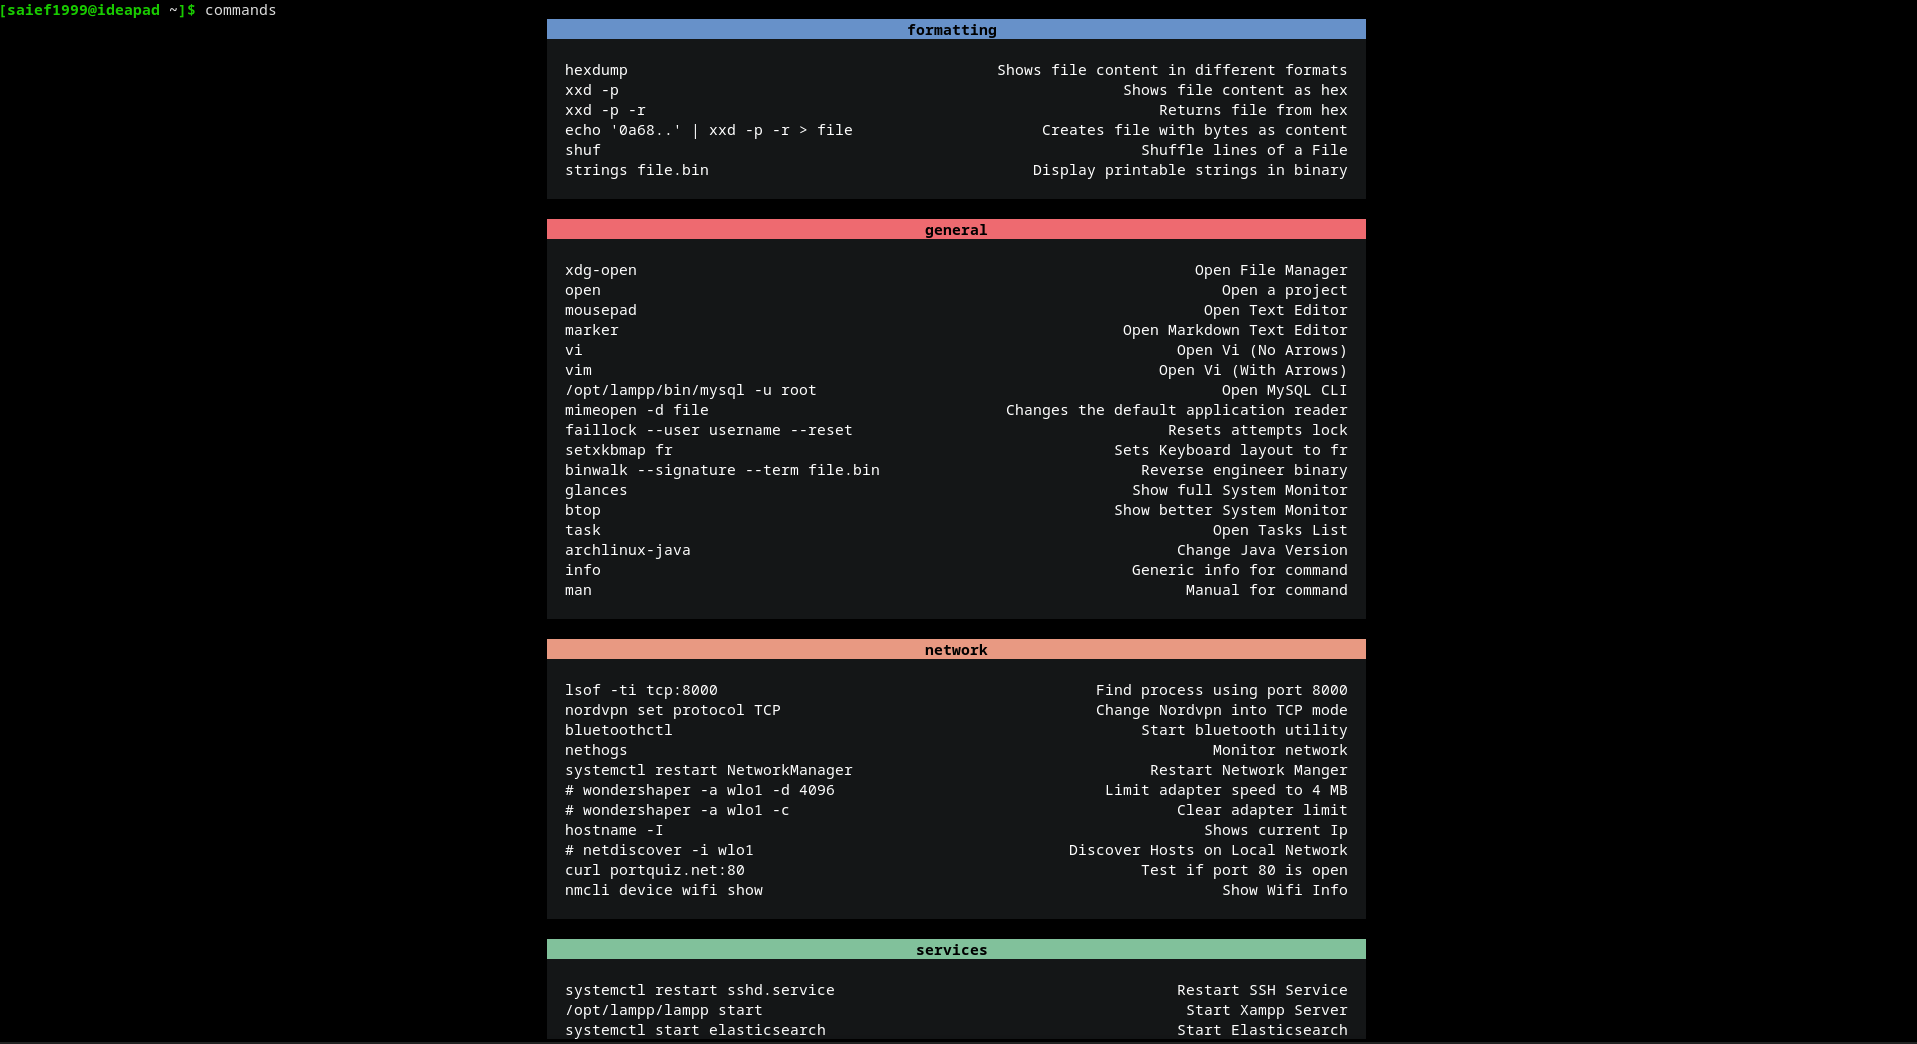 [saief1999@ideapad ~]$ commands
formatting
hexdump Shows file content in different formats
xxd -p Shows file content as hex
xxd -p -r Returns file from hex
echo '0a68..' | xxd -p -r > file Creates file with bytes as content
shuf Shuffle lines of a File
strings file.bin Display printable strings in binary
general
xdg-open Open File Manager
open Open a project
mousepad Open Text Editor
marker Open Markdown Text Editor
vi Open Vi (No Arrows)
vim Open Vi (With Arrows)
/opt/lampp/bin/mysql -u root Open MySQL CLI
mimeopen -d file Changes the default application reader
faillock --user username --reset Resets attempts lock
setxkbmap fr Sets Keyboard layout to fr
binwalk --signature --term file.bin Reverse engineer binary
glances Show full System Monitor
btop Show better System Monitor
task Open Tasks List
archlinux-java Change Java Version
info Generic info for command
man Manual for command
network
lsof -ti tcp:8000 Find process using port 8000
nordvpn set protocol TCP Change Nordvpn into TCP mode
bluetoothctl Start bluetooth utility
nethogs Monitor network
systemctl restart NetworkManager Restart Network Manger
# wondershaper -a wlo1 -d 4096 Limit adapter speed to 4 MB
# wondershaper -a wlo1 -c Clear adapter limit
hostname -I Shows current Ip
# netdiscover -i wlo1 Discover Hosts on Local Network
curl portquiz.net:80 Test if port 80 is open
nmcli device wifi show Show Wifi Info
services
systemctl restart sshd.service Restart SSH Service
/opt/lampp/lampp start Start Xampp Server
systemctl start elasticsearch Start Elasticsearch